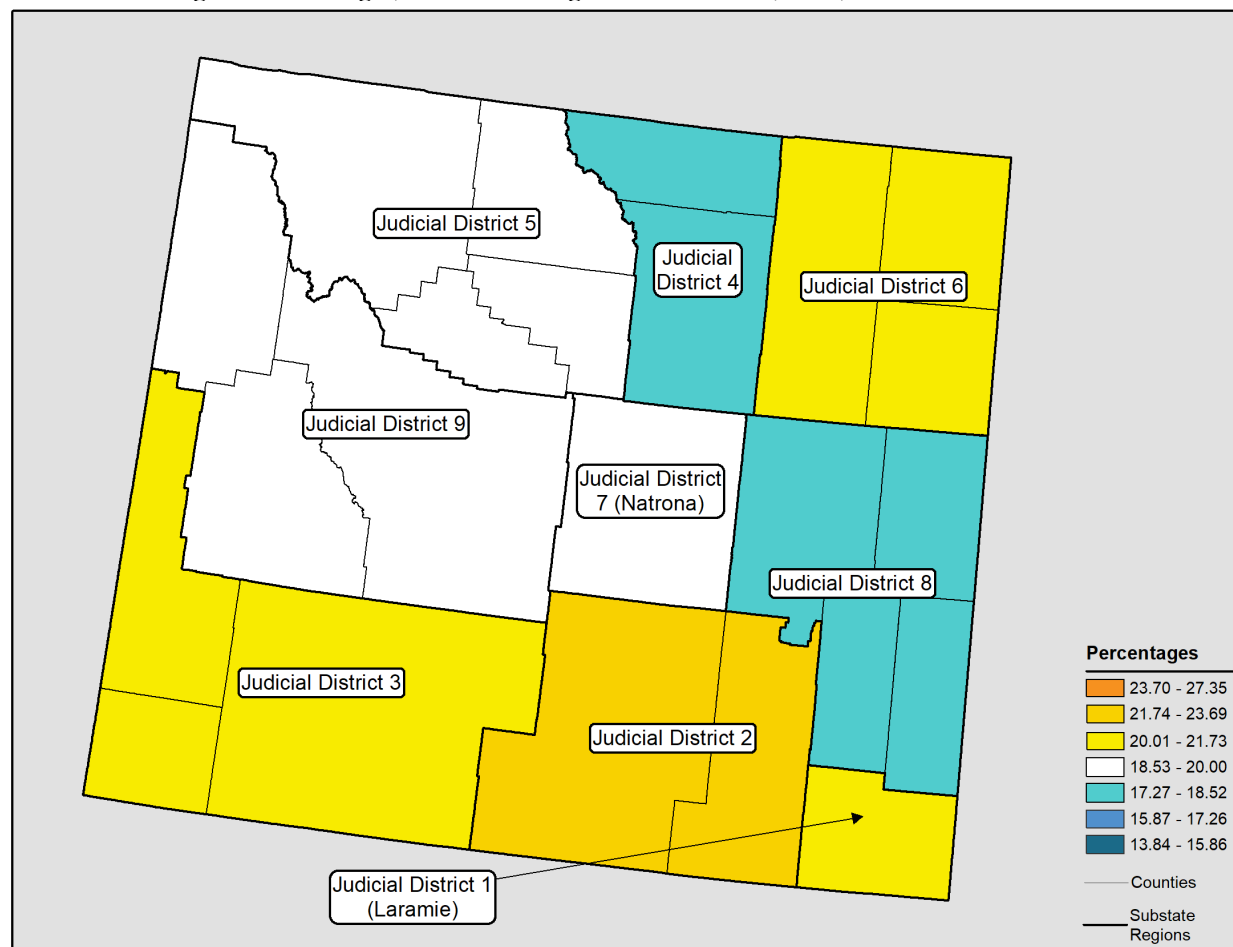 Judicial District 5
Judicial
District 4
Judicial District 6
Judicial District 9
Judicial District
7 (Natrona)
Judicial District 8
Judicial District 3
Judicial District 2
Judicial District 1
(Laramie)
Percentages
23.70 - 27.35
21.74 - 23.69
20.01 - 21.73
18.53 - 20.00
17.27 - 18.52
15.87 - 17.26
13.84 - 15.86
Counties
Substate
Regions